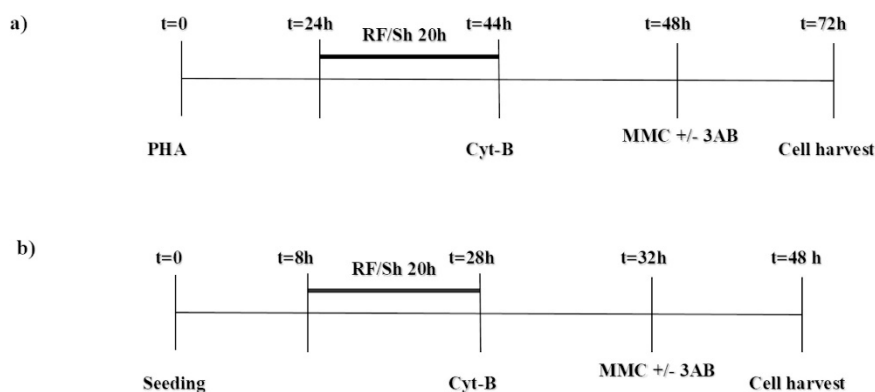 a)
t=0 t=24h t=44h t=48h t=72h
RF/Sh 20h
PHA Cyt-B MMC +/- 3AB Cell harvest
b)
t=0 t=8h t=28h t=32h t=48 h
RF/Sh 20h
Seeding Cyt-B MMC +/- 3AB Cell harvest